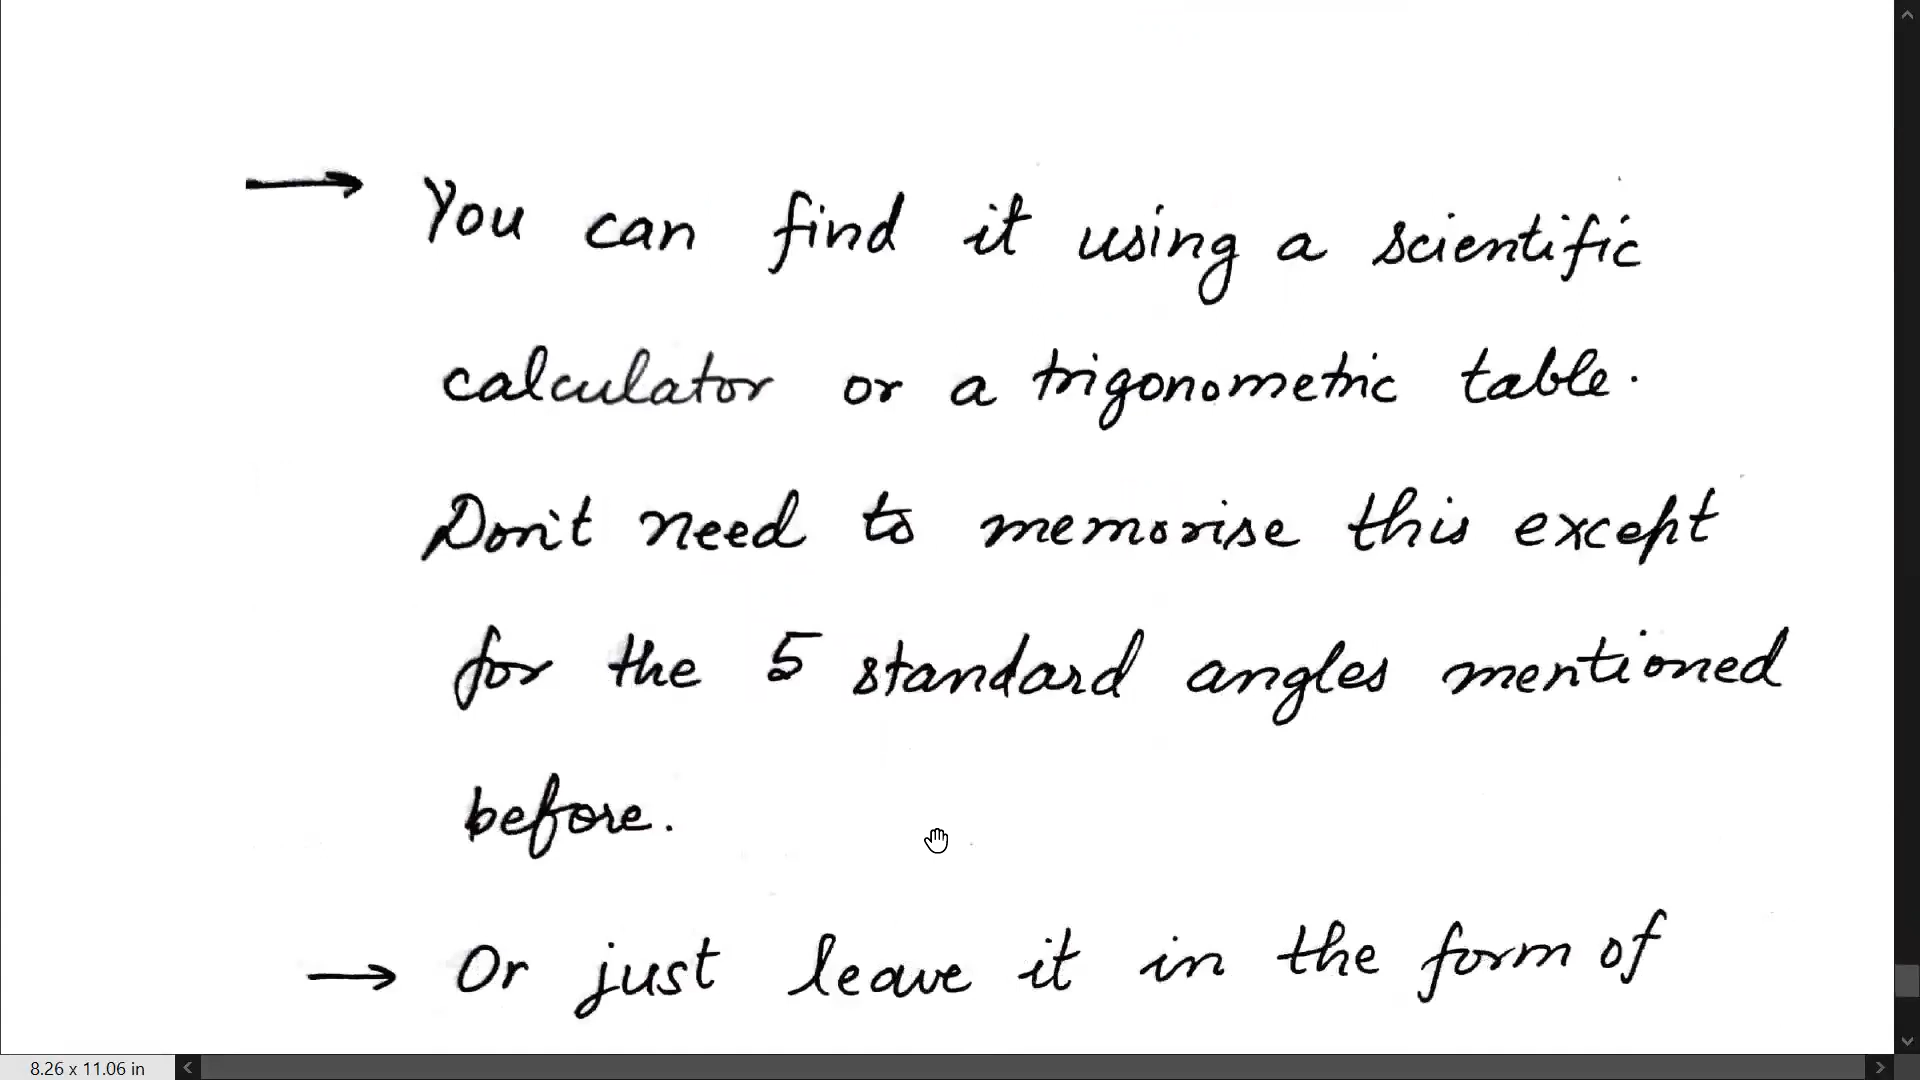 → You can find it using a scientific
calculator or a trigonometric table.
Don't need to memorise this except
for the 5 standard angles mentioned
before.
→ Or just leave it in the form of
8.26 x 11.06 in